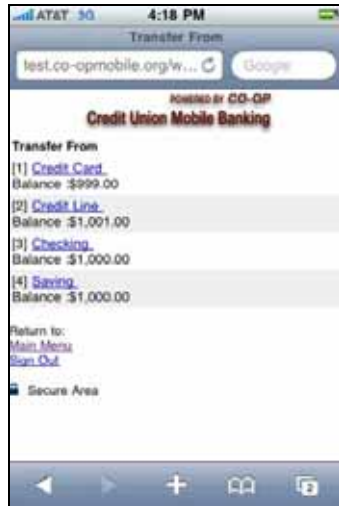 AT&T 3G 4:18 PM
Transfer From
test.co-opmobile.org/w... Google
POWERED BY CO-OP
Credit Union Mobile Banking
Transfer From
[1] Credit Card
Balance :$999.00
[2] Credit Line
Balance :$1,001.00
[3] Checking
Balance :$1,000.00
[4] Saving
Balance :$1,000.00
Return to:
Main Menu
Sign Out
Secure Area
2